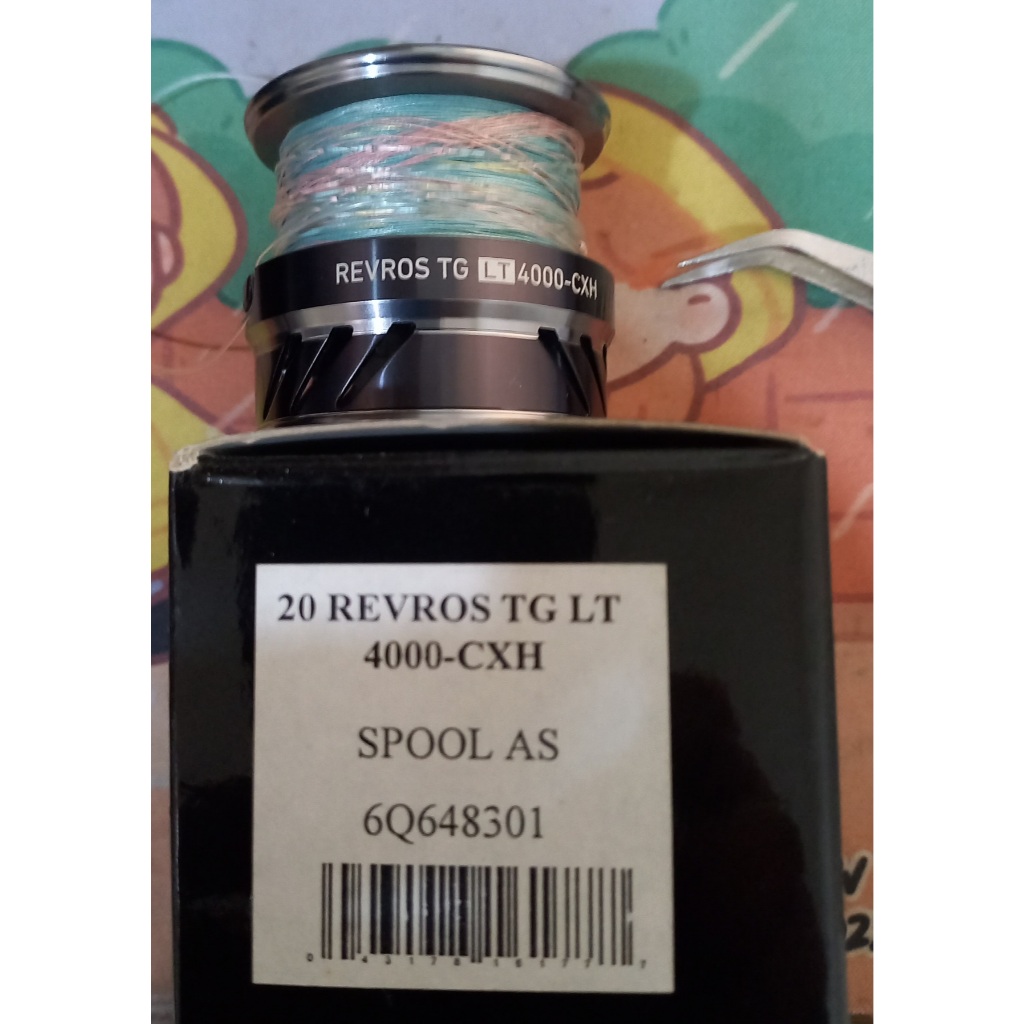 REVROS TG LT 4000-CXH
20 REVROS TG LT
4000-CXH
SPOOL AS
6Q648301